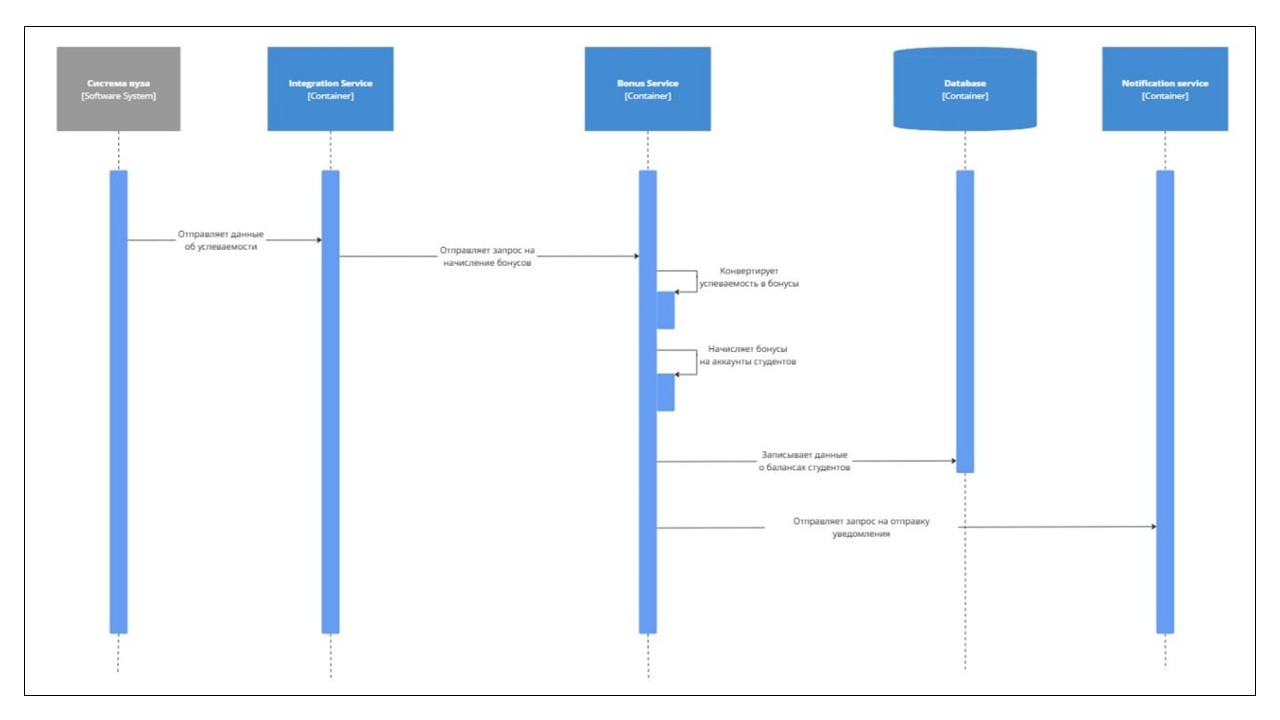 Система вуза
[Software System]
Integration Service
[Container]
Bonus Service
[Container]
Database
[Container]
Notification service
[Container]
Отправляет данные
об успеваемости
Отправляет запрос на
начисление бонусов
Конвертирует
успеваемость в бонусы
Начисляет бонусы
на аккаунты студентов
Записывает данные
о балансах студентов
Отправляет запрос на отправку
уведомления